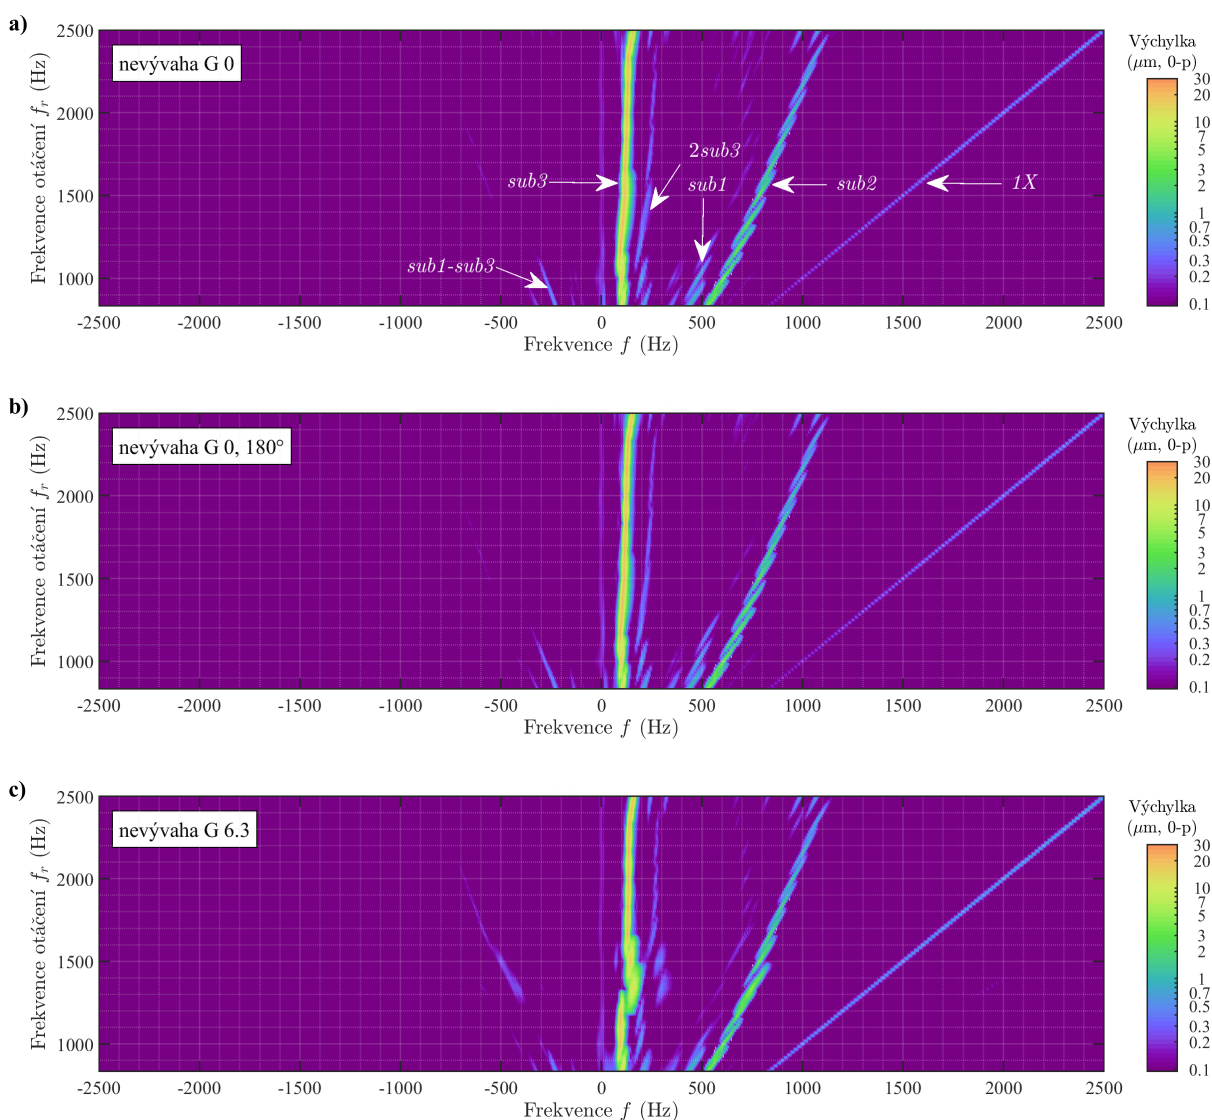 a)
nevývaha G 0
Frekvence otáčení fr (Hz)
2500
2000
1500
1000
sub3
2sub3
sub1
sub2
1X
sub1-sub3
-2500 -2000 -1500 -1000 -500 0 500 1000 1500 2000 2500
Frekvence f (Hz)
Výchylka
(μm, 0-p)
30
20
10
7
5
3
2
1
0.7
0.5
0.3
0.2
0.1
b)
nevývaha G 0, 180°
Frekvence otáčení fr (Hz)
2500
2000
1500
1000
-2500 -2000 -1500 -1000 -500 0 500 1000 1500 2000 2500
Frekvence f (Hz)
Výchylka
(μm, 0-p)
30
20
10
7
5
3
2
1
0.7
0.5
0.3
0.2
0.1
c)
nevývaha G 6.3
Frekvence otáčení fr (Hz)
2500
2000
1500
1000
-2500 -2000 -1500 -1000 -500 0 500 1000 1500 2000 2500
Frekvence f (Hz)
Výchylka
(μm, 0-p)
30
20
10
7
5
3
2
1
0.7
0.5
0.3
0.2
0.1